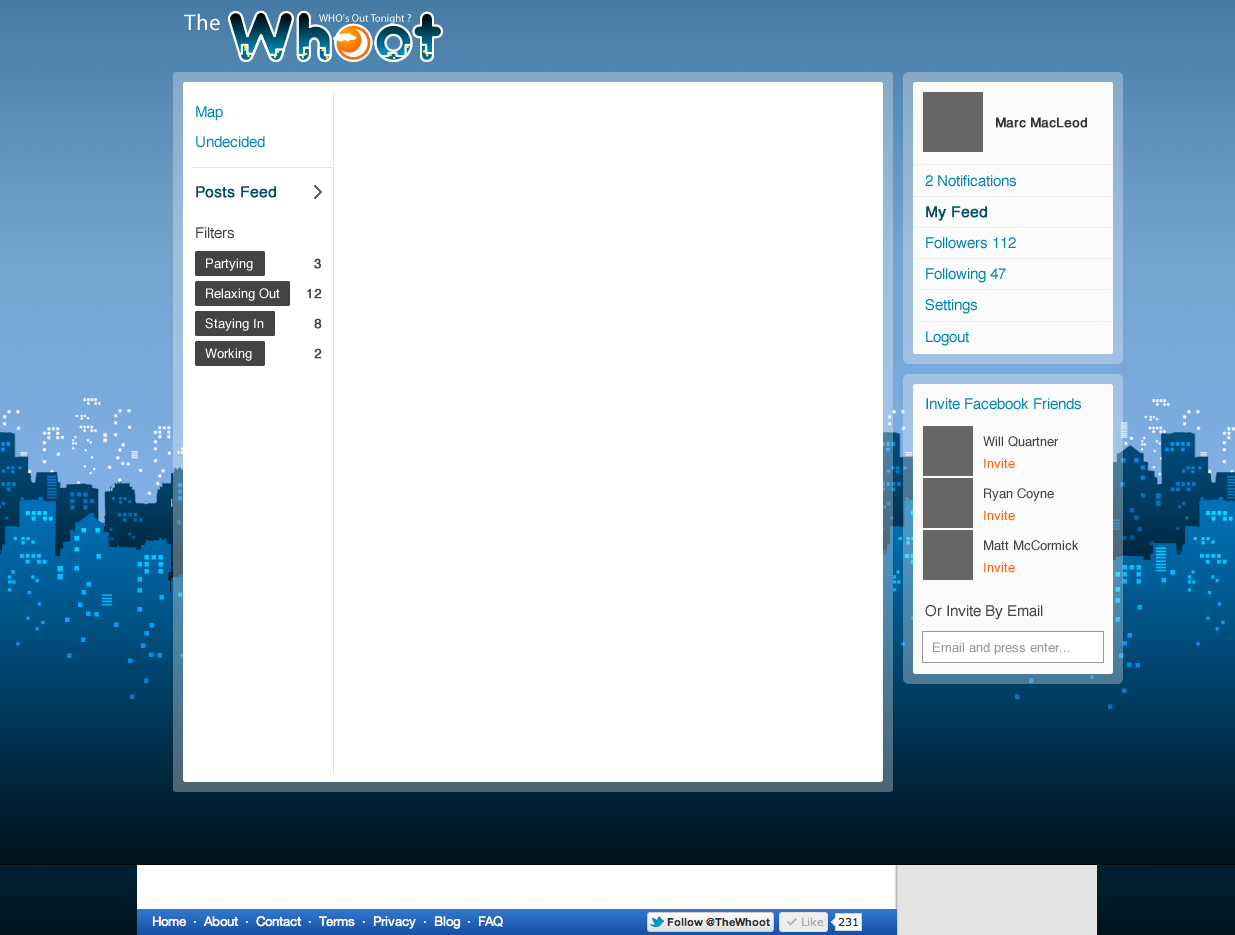 The Whoot
WHO's Out Tonight ?
Map
Undecided
Posts Feed
Filters
Partying 3
Relaxing Out 12
Staying In 8
Working 2
Marc MacLeod
2 Notifications
My Feed
Followers 112
Following 47
Settings
Logout
Invite Facebook Friends
Will Quartner
Invite
Ryan Coyne
Invite
Matt McCormick
Invite
Or Invite By Email
Email and press enter...
Home · About · Contact · Terms · Privacy · Blog · FAQ
Follow @TheWhoot Like 231